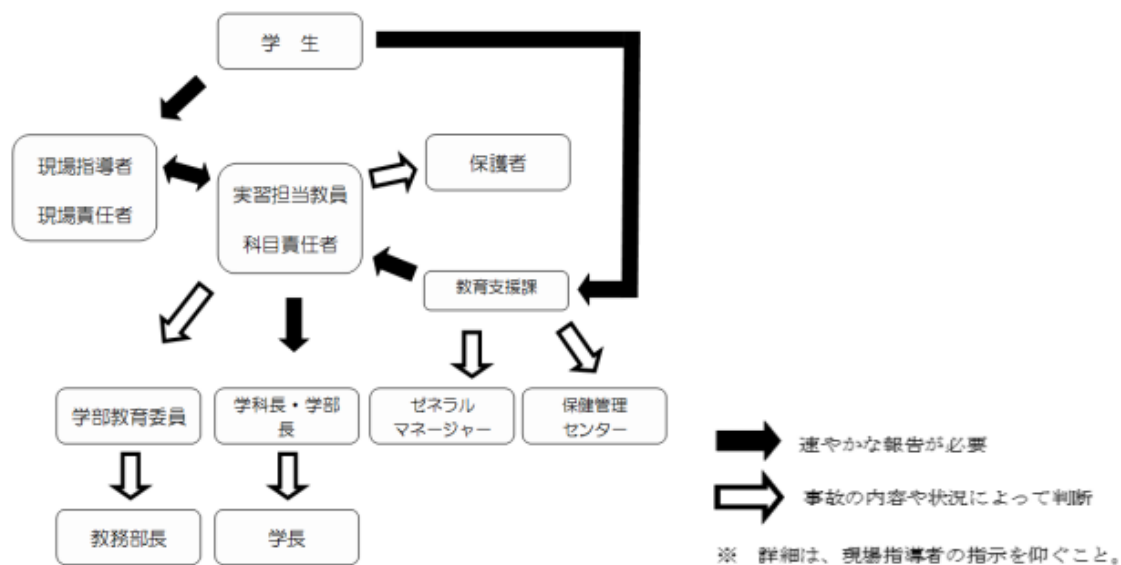 学　生
現場指導者
現場責任者
実習担当教員
科目責任者
保護者
教育支援課
学部教育委員
学科長・学部
長
ゼネラル
マネージャー
保健管理
センター
教務部長
学長
速やかな報告が必要
事故の内容や状況によって判断
※　詳細は、現場指導者の指示を仰ぐこと。